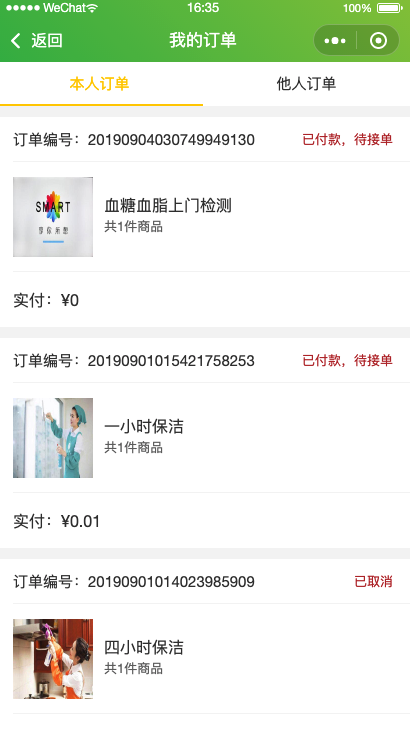 WeChat
16:35
100%
返回
我的订单
本人订单
他人订单
订单编号：20190904030749949130
已付款，待接单
SMART
血糖血脂上门检测
共1件商品
实付：¥0
订单编号：20190901015421758253
已付款，待接单
一小时保洁
共1件商品
实付：¥0.01
订单编号：20190901014023985909
已取消
四小时保洁
共1件商品